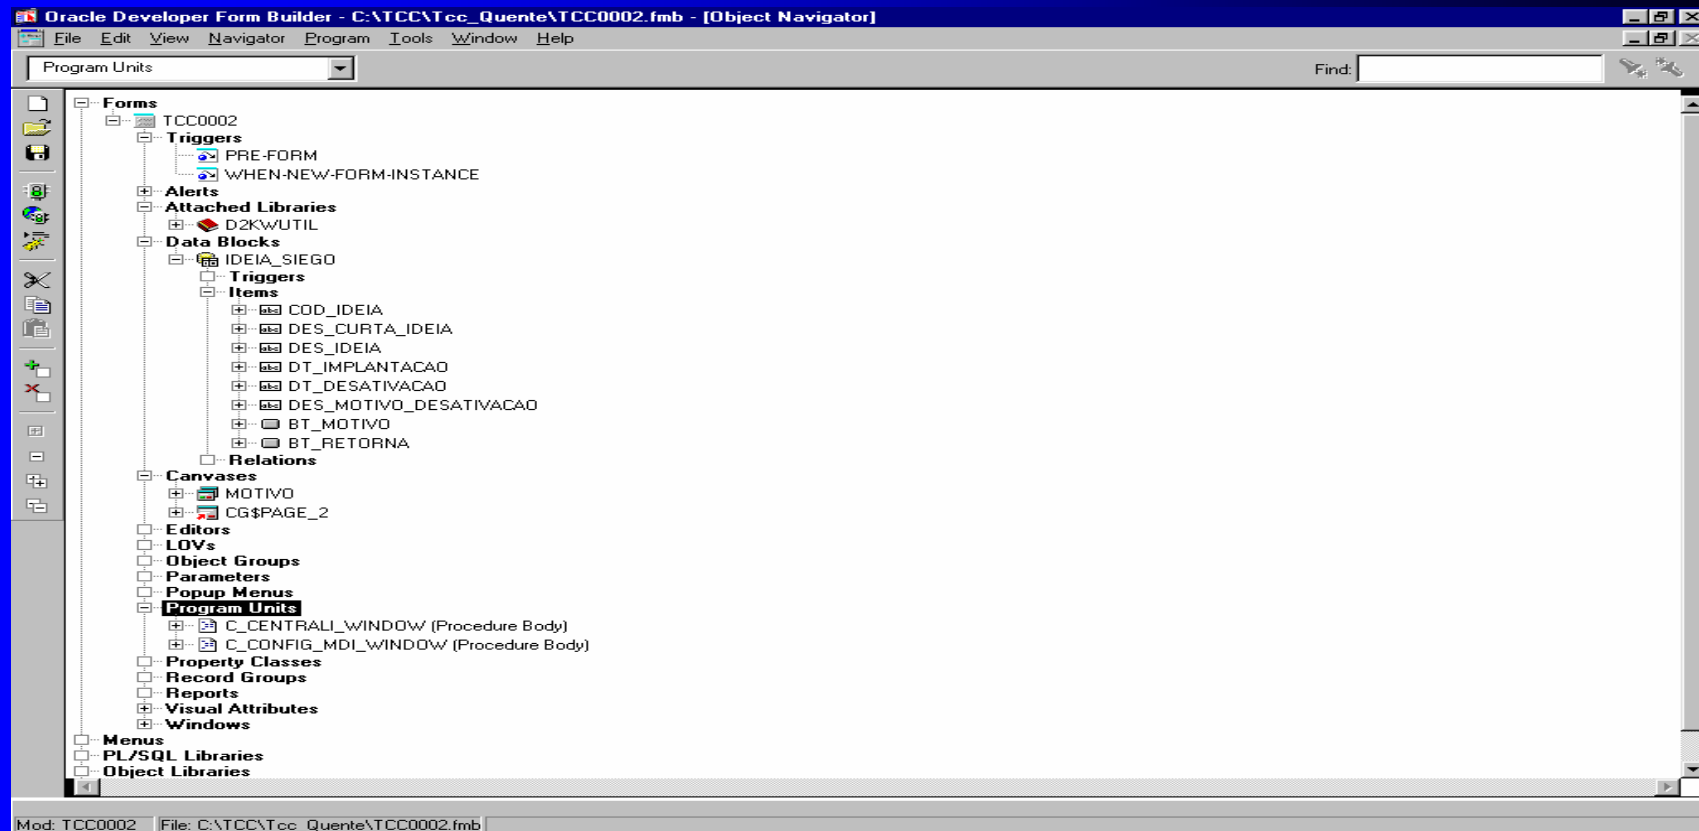 Oracle Developer Form Builder - C:\TCC\Tcc_Quente\TCC0002.fmb - [Object Navigator]
File Edit View Navigator Program Tools Window Help
Program Units Find:
Forms
TCC0002
Triggers
PRE-FORM
WHEN-NEW-FORM-INSTANCE
Alerts
Attached Libraries
D2KWUTIL
Data Blocks
IDEIA_SIEGO
Triggers
Items
COD_IDEIA
DES_CURTA_IDEIA
DES_IDEIA
DT_IMPLANTACAO
DT_DESATIVACAO
DES_MOTIVO_DESATIVACAO
BT_MOTIVO
BT_RETORNA
Relations
Canvases
MOTIVO
CG$PAGE_2
Editors
LOVs
Object Groups
Parameters
Popup Menus
Program Units
C_CENTRALI_WINDOW (Procedure Body)
C_CONFIG_MDI_WINDOW (Procedure Body)
Property Classes
Record Groups
Reports
Visual Attributes
Windows
Menus
PL/SQL Libraries
Object Libraries
Mod: TCC0002 File: C:\TCC\Tcc_Quente\TCC0002.fmb